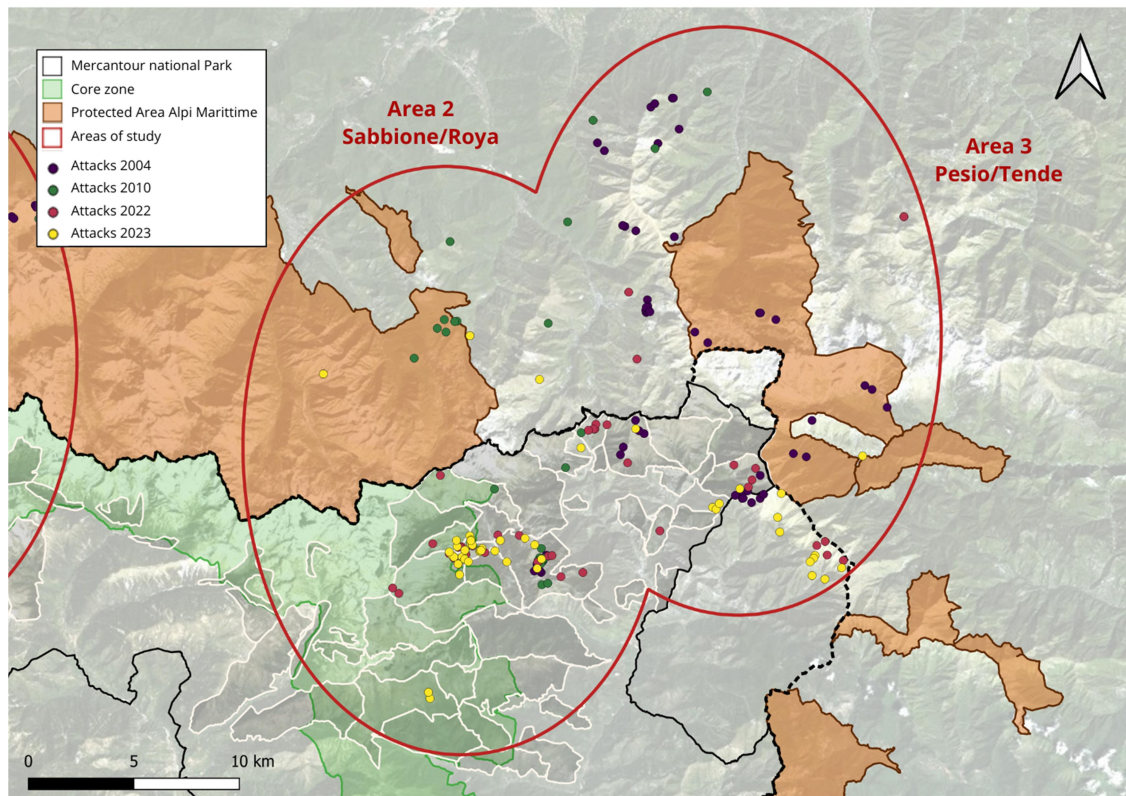 Mercantour national Park
Core zone
Protected Area Alpi Marittime
Areas of study
Attacks 2004
Attacks 2010
Attacks 2022
Attacks 2023
Area 2
Sabbione/Roya
Area 3
Pesio/Tende
0 5 10 km